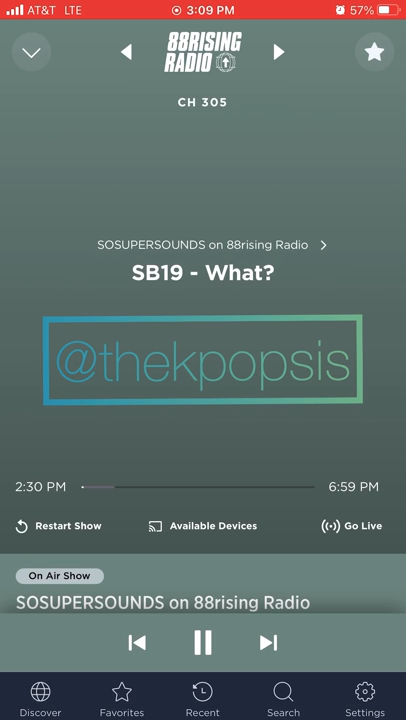 AT&T LTE 3:09 PM 57%
88RISING
RADIO
CH 305
SOSUPERSOUNDS on 88rising Radio
SB19 - What?
@thekpopsis
2:30 PM 6:59 PM
Restart Show Available Devices Go Live
On Air Show
SOSUPERSOUNDS on 88rising Radio
Discover Favorites Recent Search Settings